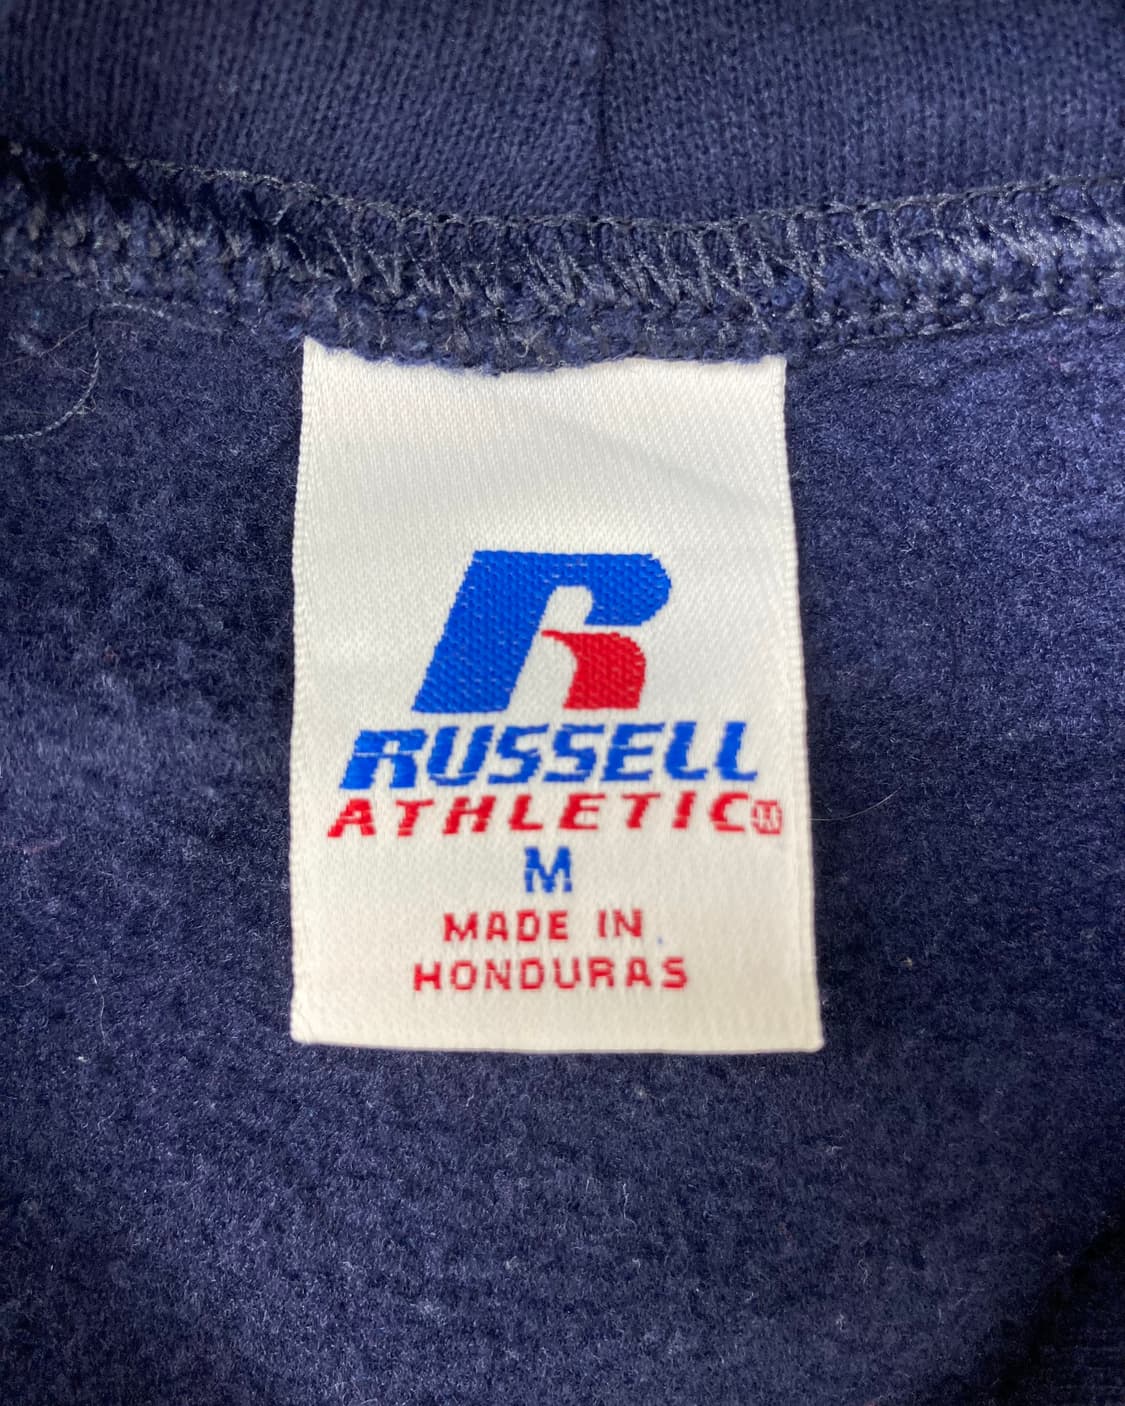 R
RUSSELL
ATHLETIC®
M
MADE IN
HONDURAS